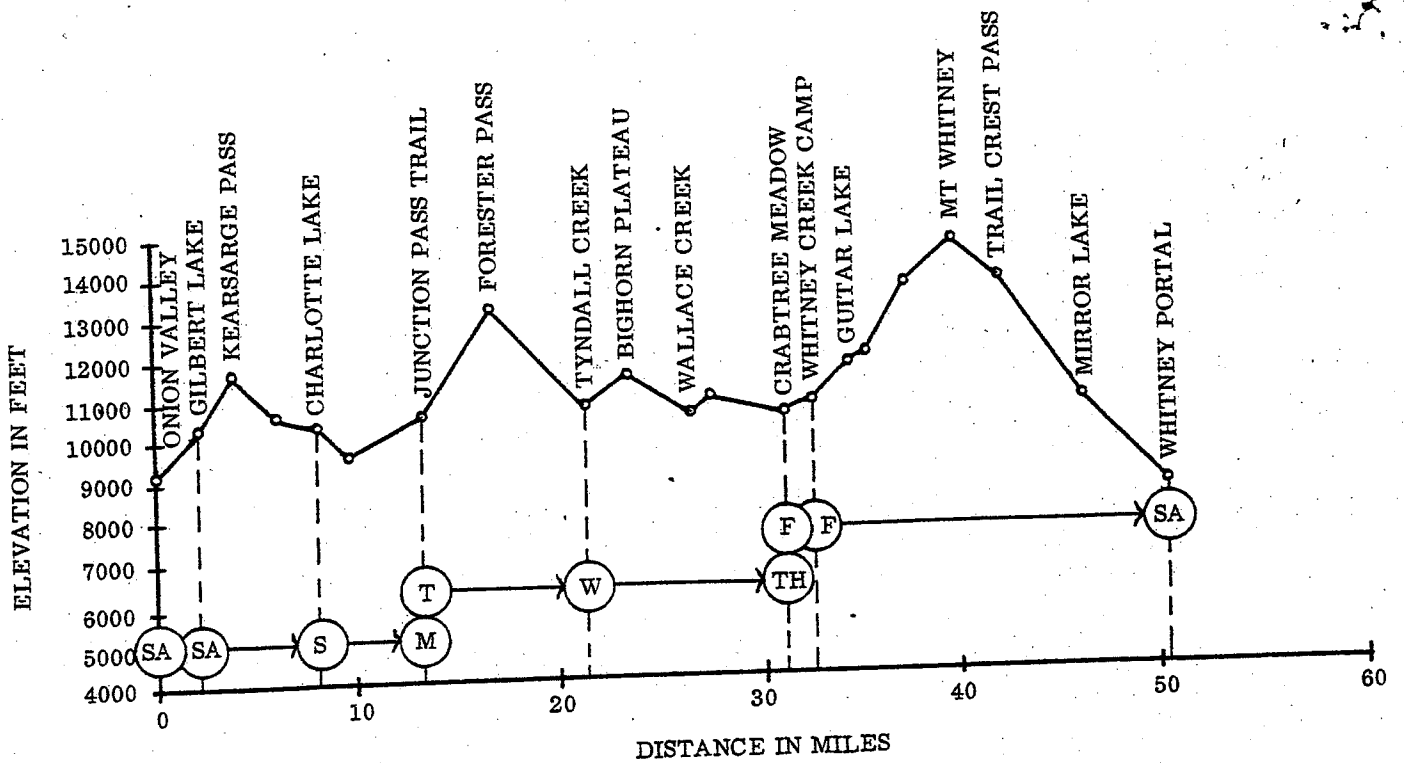 ELEVATION IN FEET
15000
14000
13000
12000
11000
10000
9000
8000
7000
6000
5000
4000
ONION VALLEY
GILBERT LAKE
KEARSARGE PASS
CHARLOTTE LAKE
JUNCTION PASS TRAIL
FORESTER PASS
TYNDALL CREEK
BIGHORN PLATEAU
WALLACE CREEK
CRABTREE MEADOW
WHITNEY CREEK CAMP
GUITAR LAKE
MT WHITNEY
TRAIL CREST PASS
MIRROR LAKE
WHITNEY PORTAL
SA
SA
S
M
T
W
TH
F
F
SA
0
10
20
30
40
50
60
DISTANCE IN MILES